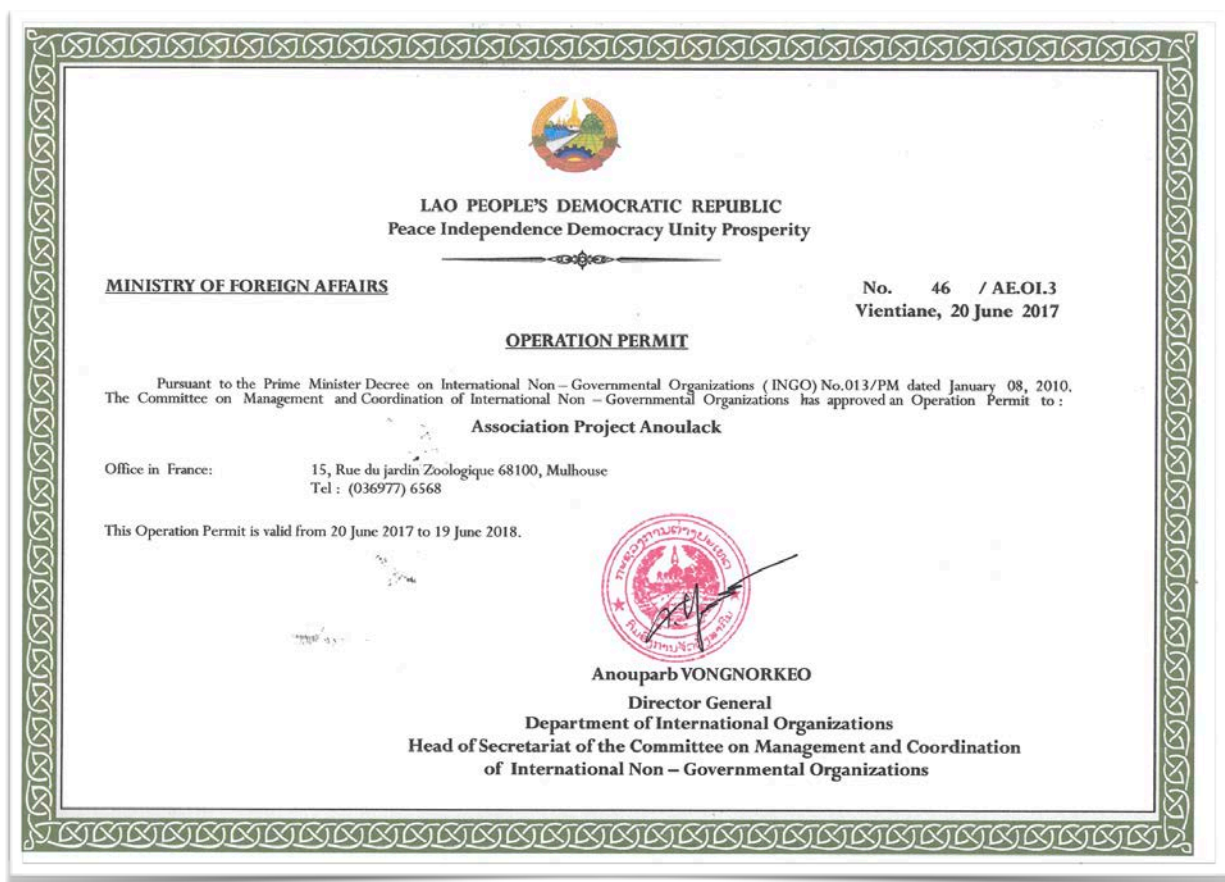 LAO PEOPLE'S DEMOCRATIC REPUBLIC
Peace Independence Democracy Unity Prosperity
MINISTRY OF FOREIGN AFFAIRS
No. 46 / AE.OI.3
Vientiane, 20 June 2017
OPERATION PERMIT
Pursuant to the Prime Minister Decree on International Non – Governmental Organizations ( INGO) No.013/PM dated January 08, 2010.
The Committee on Management and Coordination of International Non – Governmental Organizations has approved an Operation Permit to :
Association Project Anoulack
Office in France: 15, Rue du jardin Zoologique 68100, Mulhouse
Tel : (036977) 6568
This Operation Permit is valid from 20 June 2017 to 19 June 2018.
Anouparb VONGNORKEO
Director General
Department of International Organizations
Head of Secretariat of the Committee on Management and Coordination
of International Non – Governmental Organizations